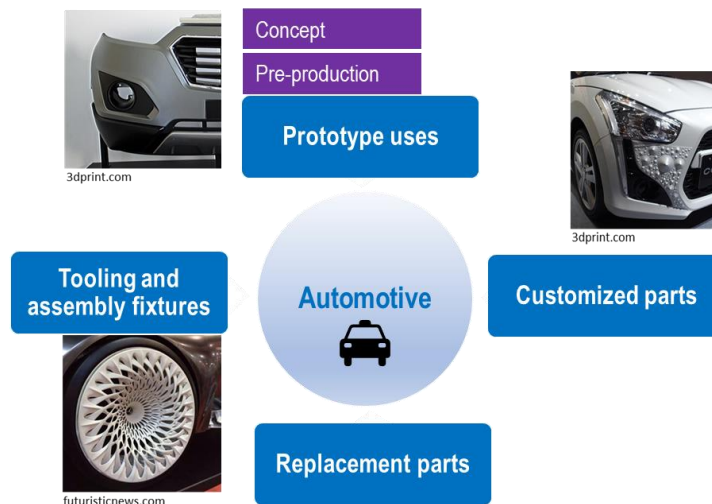 Concept
Pre-production
Prototype uses
3dprint.com
3dprint.com
Tooling and
assembly fixtures
Automotive
Customized parts
Replacement parts
futuristicnews.com